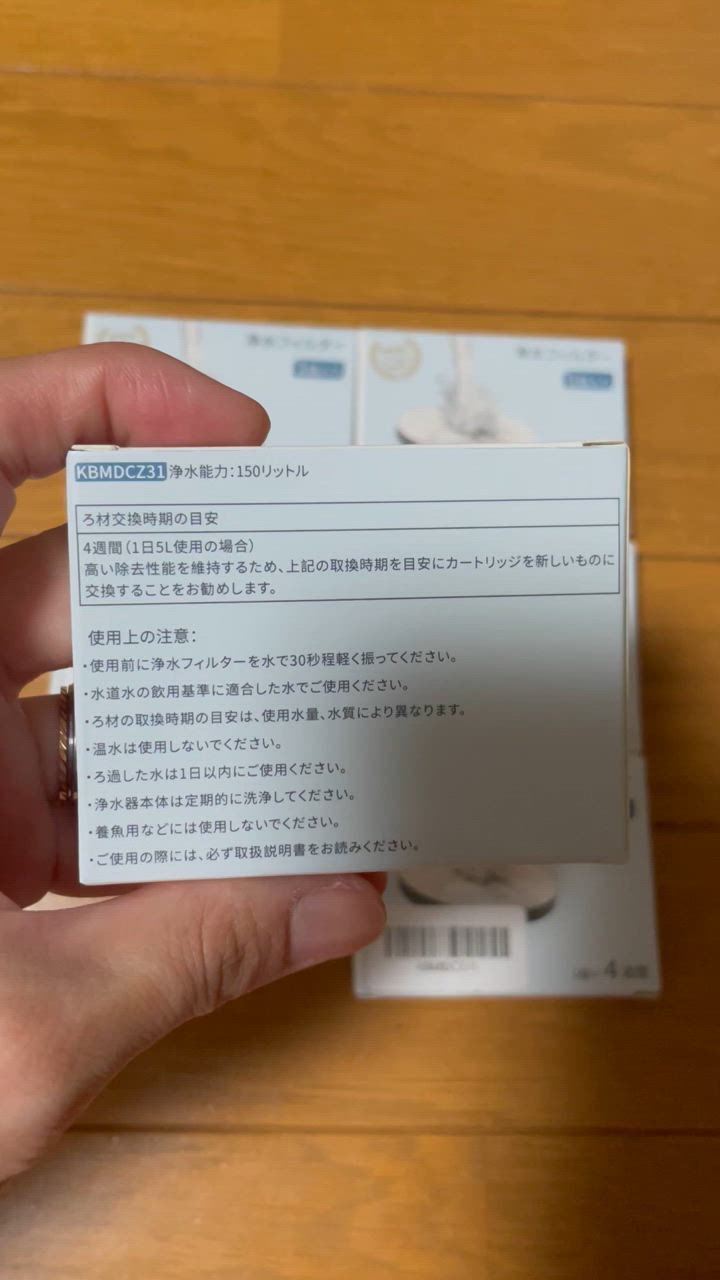 浄水フィルター
浄水フィルター
KBMDCZ31 浄水能力：150リットル
ろ材交換時期の目安
4週間（1日5L使用の場合）
高い除去性能を維持するため、上記の取換時期を目安にカートリッジを新しいものに
交換することをお勧めします。
使用上の注意：
・使用前に浄水フィルターを水で30秒程軽く振ってください。
・水道水の飲用基準に適合した水でご使用ください。
・ろ材の取換時期の目安は、使用水量、水質により異なります。
・温水は使用しないでください。
・ろ過した水は1日以内にご使用ください。
・浄水器本体は定期的に洗浄してください。
・養魚用などには使用しないでください。
・ご使用の際には、必ず取扱説明書をお読みください。
4